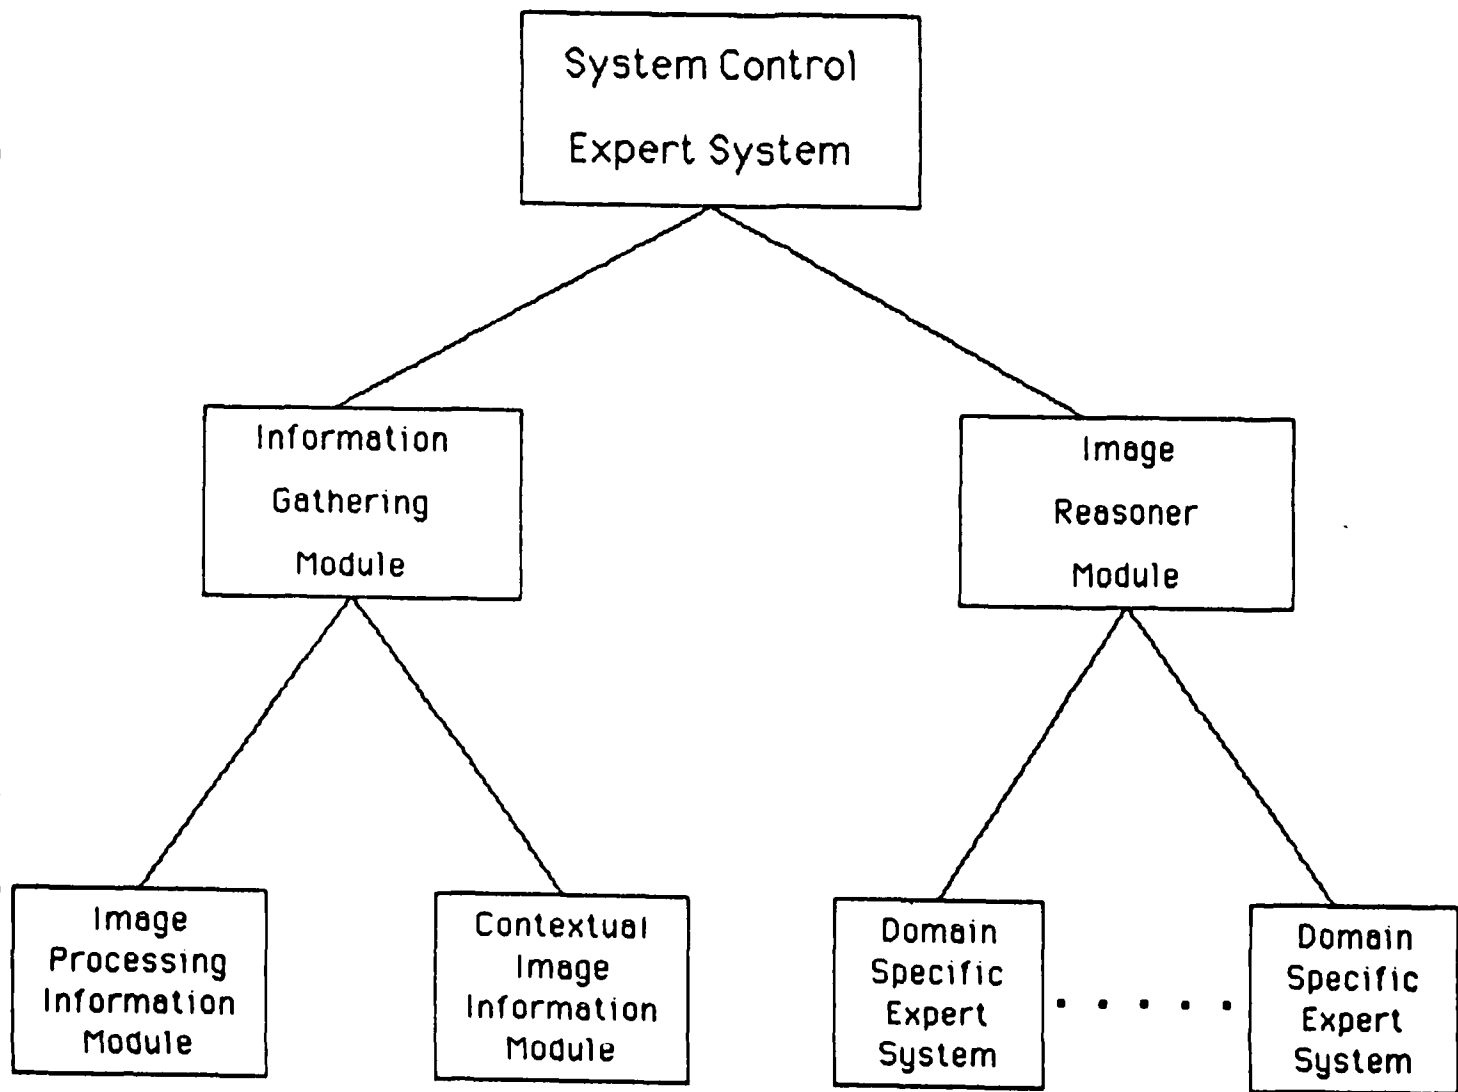 System Control
Expert System
Information
Gathering
Module
Image
Reasoner
Module
Image
Processing
Information
Module
Contextual
Image
Information
Module
Domain
Specific
Expert
System
Domain
Specific
Expert
System